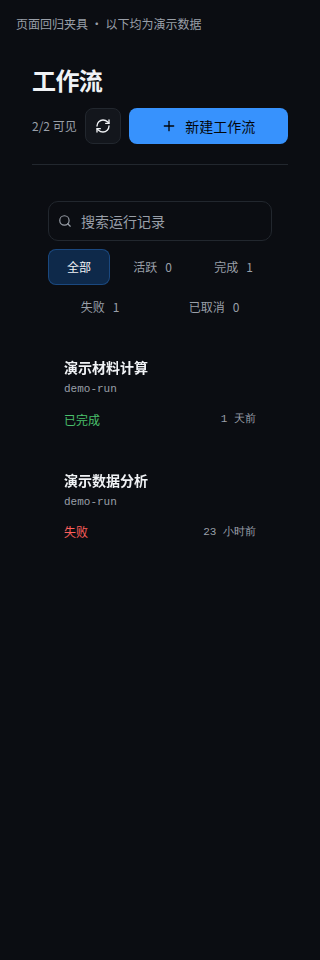 页面回归夹具 · 以下均为演示数据
工作流
2/2 可见
新建工作流
搜索运行记录
全部 活跃 0 完成 1
失败 1 已取消 0
演示材料计算
demo-run
已完成 1 天前
演示数据分析
demo-run
失败 23 小时前